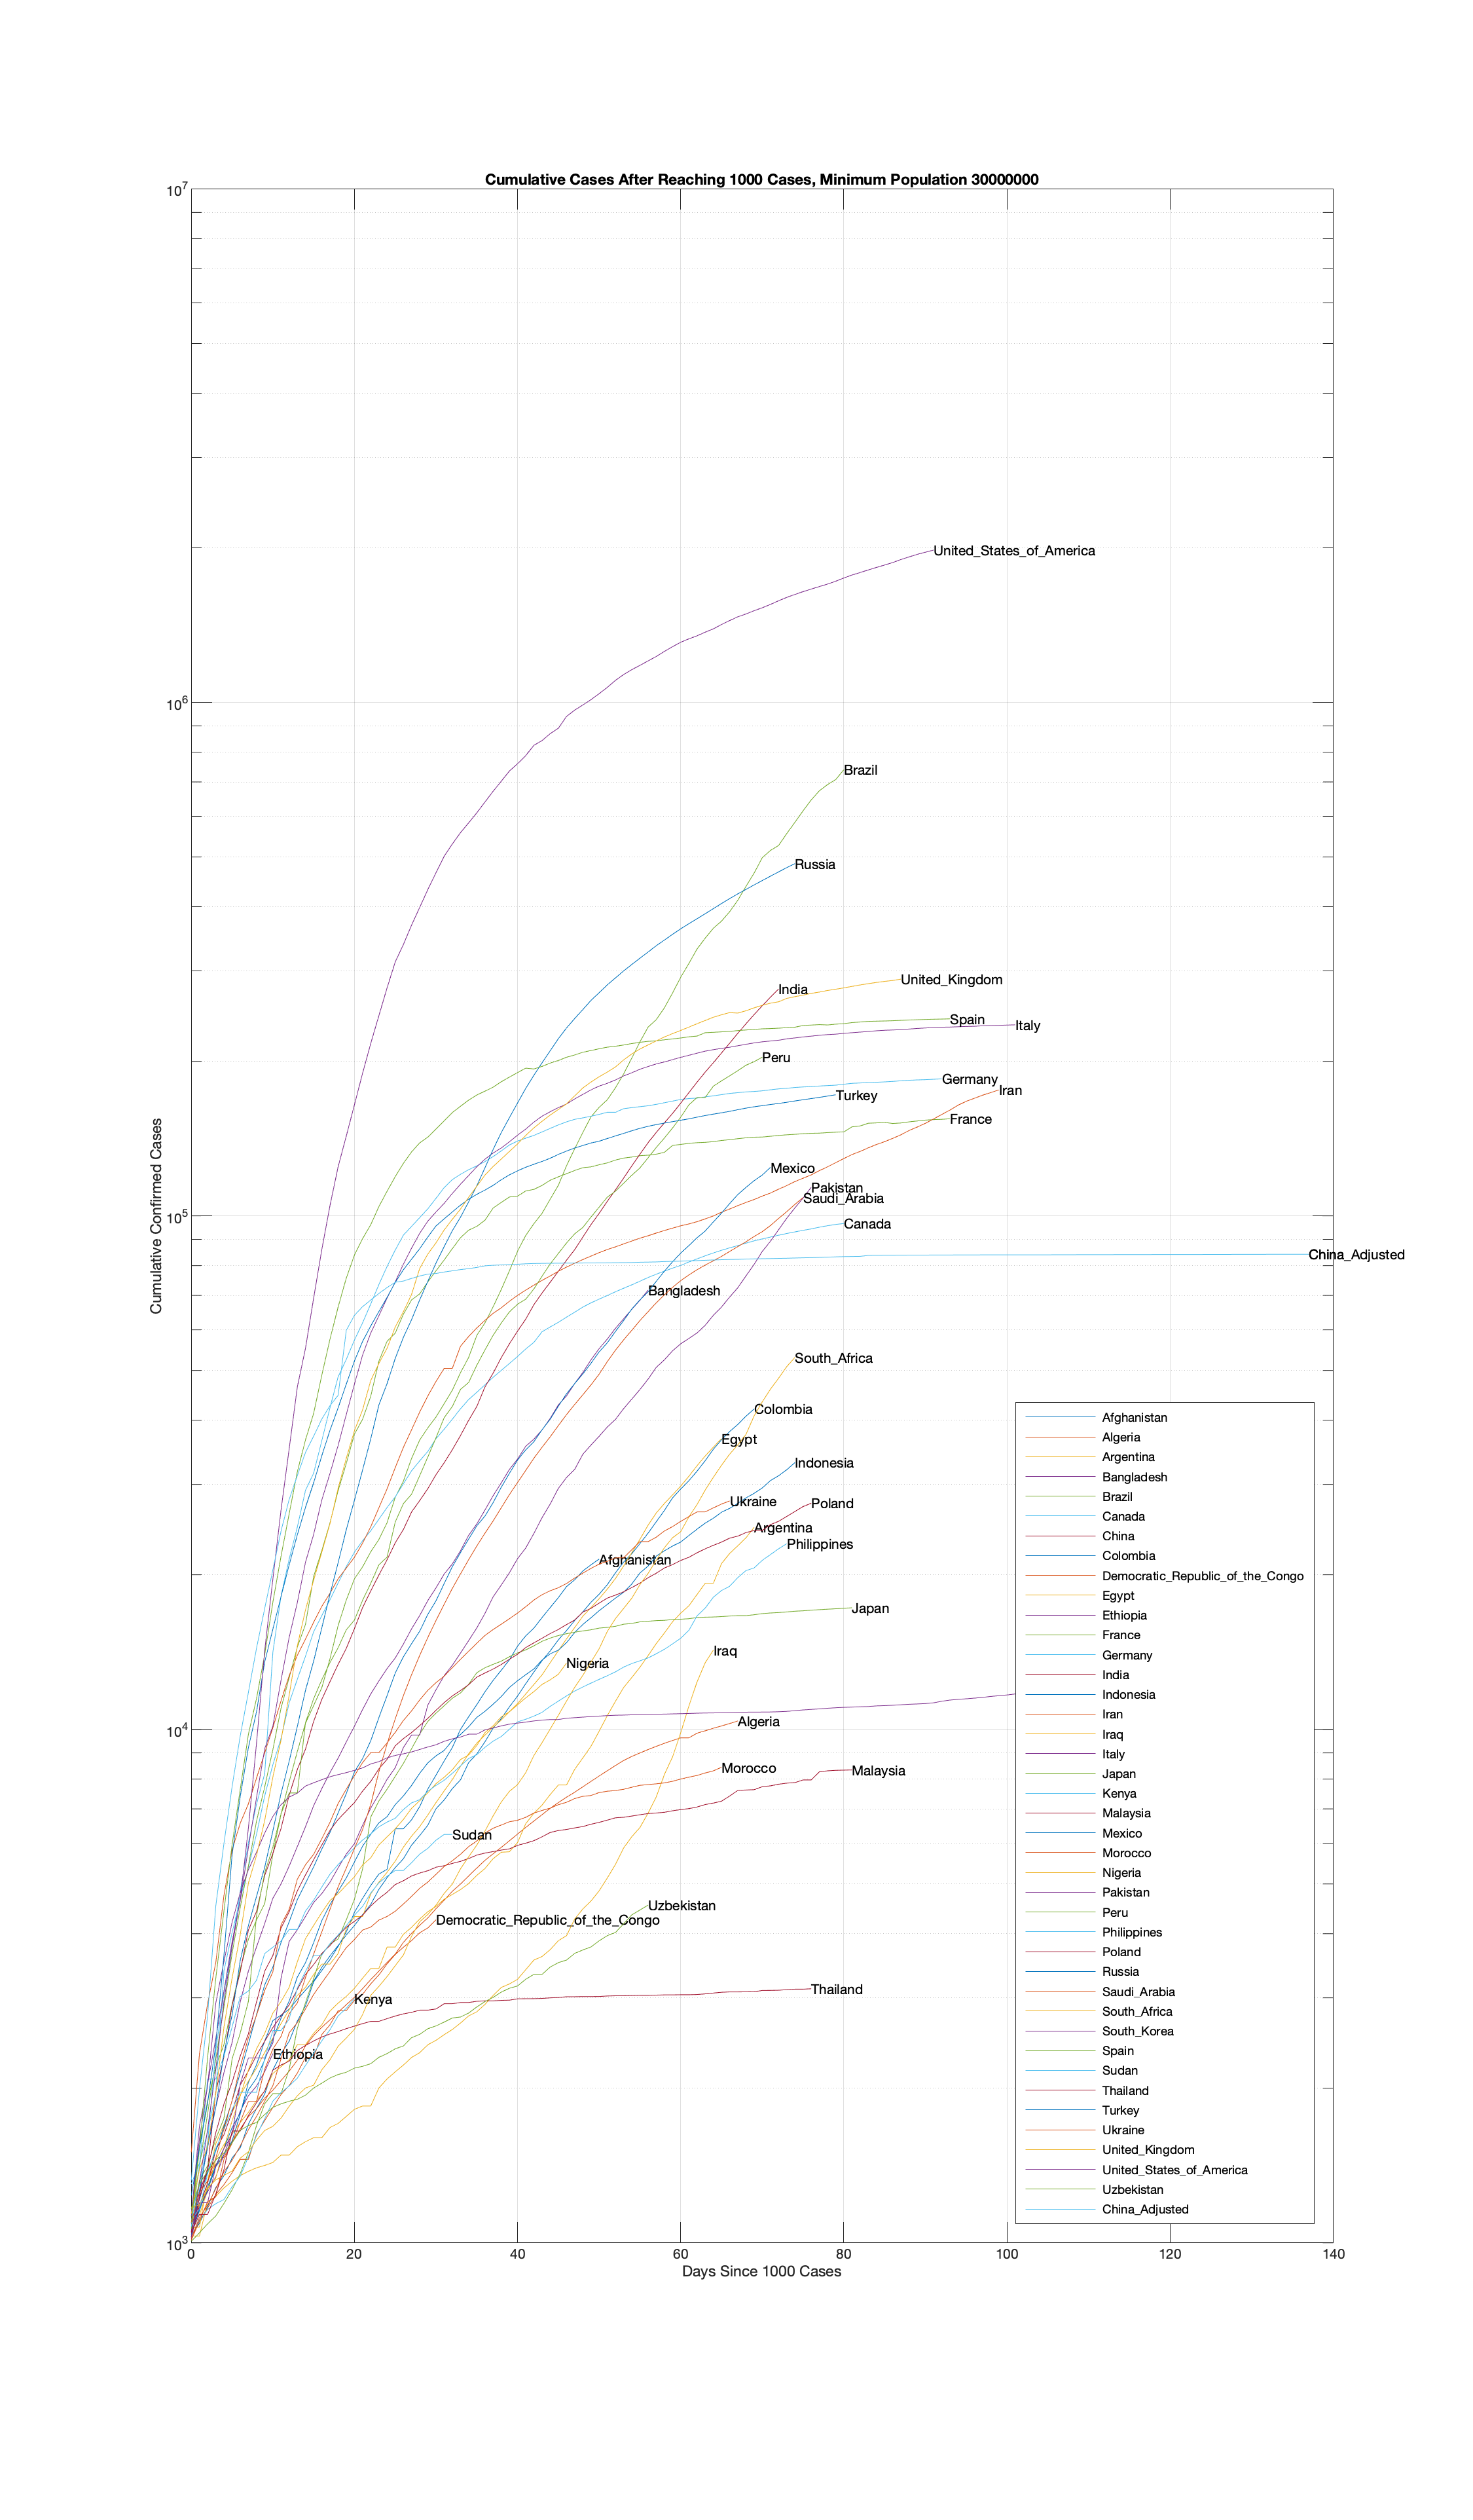 Cumulative Cases After Reaching 1000 Cases, Minimum Population 30000000
10^7
United_States_of_America
10^6
Brazil
Russia
United_Kingdom
India
Spain
Italy
Peru
Germany
Iran
Turkey
France
Mexico
Pakistan
Saudi_Arabia
10^5
Canada
China_Adjusted
Bangladesh
Cumulative Confirmed Cases
South_Africa
Colombia
Egypt
Indonesia
Ukraine
Poland
Argentina
Philippines
Afghanistan
Japan
Iraq
Nigeria
10^4
Algeria
Morocco
Malaysia
Sudan
Uzbekistan
Democratic_Republic_of_the_Congo
Thailand
Kenya
Ethiopia
10^3
Afghanistan
Algeria
Argentina
Bangladesh
Brazil
Canada
China
Colombia
Democratic_Republic_of_the_Congo
Egypt
Ethiopia
France
Germany
India
Indonesia
Iran
Iraq
Italy
Japan
Kenya
Malaysia
Mexico
Morocco
Nigeria
Pakistan
Peru
Philippines
Poland
Russia
Saudi_Arabia
South_Africa
South_Korea
Spain
Sudan
Thailand
Turkey
Ukraine
United_Kingdom
United_States_of_America
Uzbekistan
China_Adjusted
0 20 40 60 80 100 120 140
Days Since 1000 Cases